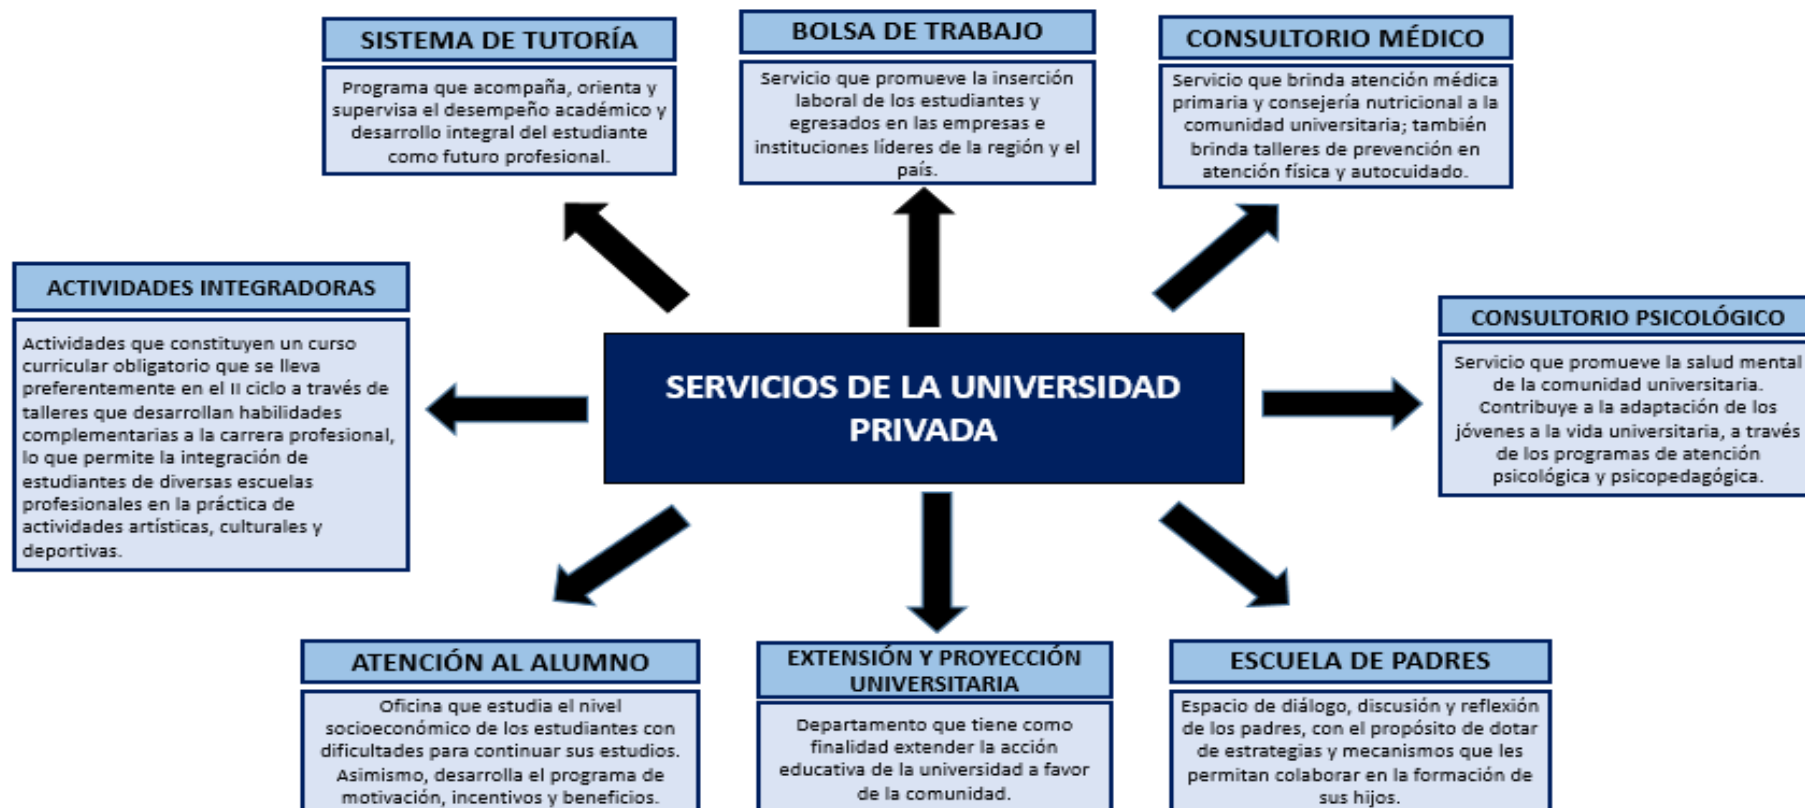 SISTEMA DE TUTORÍA
Programa que acompaña, orienta y
supervisa el desempeño académico y
desarrollo integral del estudiante
como futuro profesional.
BOLSA DE TRABAJO
Servicio que promueve la inserción
laboral de los estudiantes y
egresados en las empresas e
instituciones líderes de la región y el
país.
CONSULTORIO MÉDICO
Servicio que brinda atención médica
primaria y consejería nutricional a la
comunidad universitaria; también
brinda talleres de prevención en
atención física y autocuidado.
ACTIVIDADES INTEGRADORAS
Actividades que constituyen un curso
curricular obligatorio que se lleva
preferentemente en el II ciclo a través de
talleres que desarrollan habilidades
complementarias a la carrera profesional,
lo que permite la integración de
estudiantes de diversas escuelas
profesionales en la práctica de
actividades artísticas, culturales y
deportivas.
SERVICIOS DE LA UNIVERSIDAD
PRIVADA
CONSULTORIO PSICOLÓGICO
Servicio que promueve la salud mental
de la comunidad universitaria.
Contribuye a la adaptación de los
jóvenes a la vida universitaria, a través
de los programas de atención
psicológica y psicopedagógica.
ATENCIÓN AL ALUMNO
Oficina que estudia el nivel
socioeconómico de los estudiantes con
dificultades para continuar sus estudios.
Asimismo, desarrolla el programa de
motivación, incentivos y beneficios.
EXTENSIÓN Y PROYECCIÓN
UNIVERSITARIA
Departamento que tiene como
finalidad extender la acción
educativa de la universidad a favor
de la comunidad.
ESCUELA DE PADRES
Espacio de diálogo, discusión y reflexión
de los padres, con el propósito de dotar
de estrategias y mecanismos que les
permitan colaborar en la formación de
sus hijos.